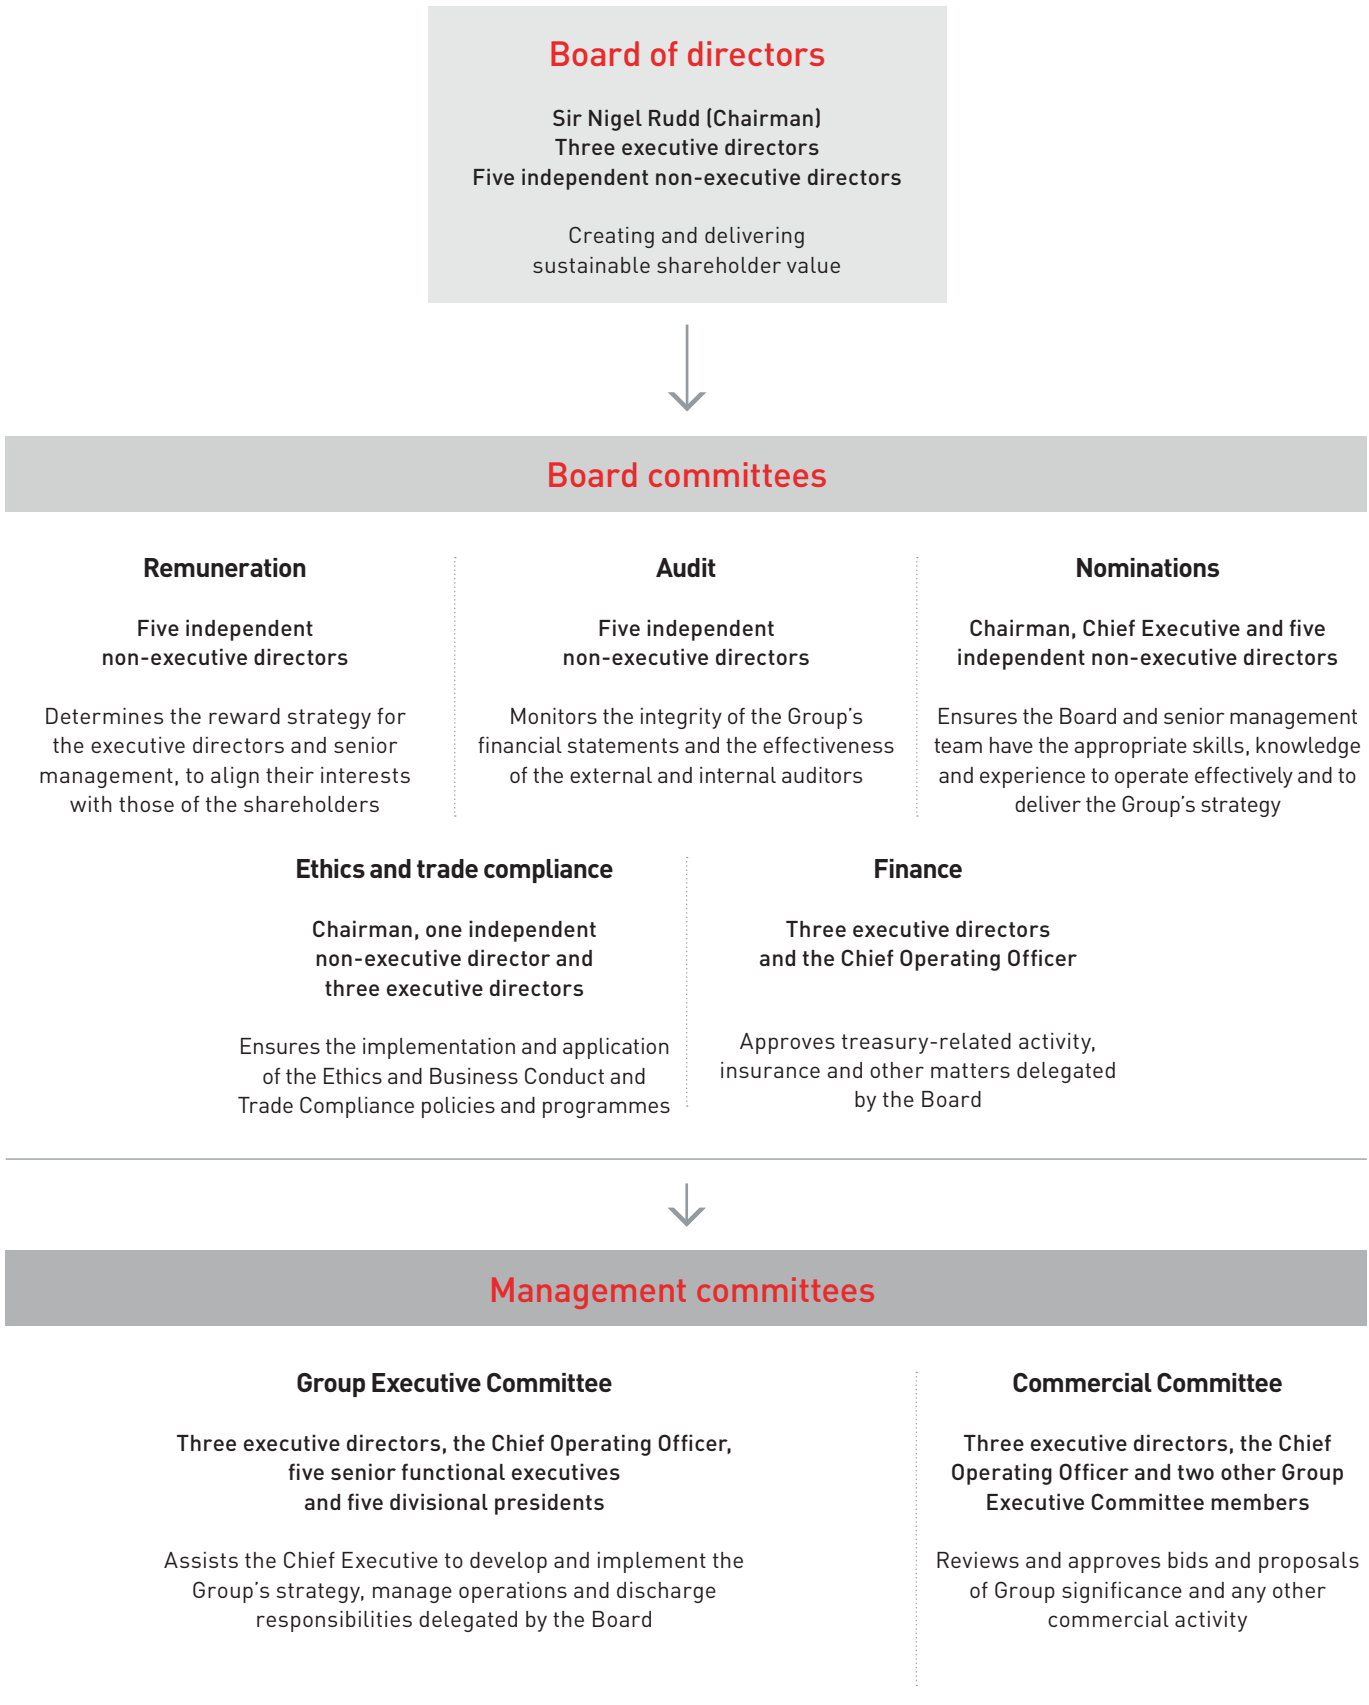 Board of directors
Sir Nigel Rudd (Chairman)
Three executive directors
Five independent non-executive directors
Creating and delivering
sustainable shareholder value
Board committees
Remuneration
Five independent
non-executive directors
Determines the reward strategy for
the executive directors and senior
management, to align their interests
with those of the shareholders
Audit
Five independent
non-executive directors
Monitors the integrity of the Group’s
financial statements and the effectiveness
of the external and internal auditors
Nominations
Chairman, Chief Executive and five
independent non-executive directors
Ensures the Board and senior management
team have the appropriate skills, knowledge
and experience to operate effectively and to
deliver the Group’s strategy
Ethics and trade compliance
Chairman, one independent
non-executive director and
three executive directors
Ensures the implementation and application
of the Ethics and Business Conduct and
Trade Compliance policies and programmes
Finance
Three executive directors
and the Chief Operating Officer
Approves treasury-related activity,
insurance and other matters delegated
by the Board
Management committees
Group Executive Committee
Three executive directors, the Chief Operating Officer,
five senior functional executives
and five divisional presidents
Assists the Chief Executive to develop and implement the
Group’s strategy, manage operations and discharge
responsibilities delegated by the Board
Commercial Committee
Three executive directors, the Chief
Operating Officer and two other Group
Executive Committee members
Reviews and approves bids and proposals
of Group significance and any other
commercial activity